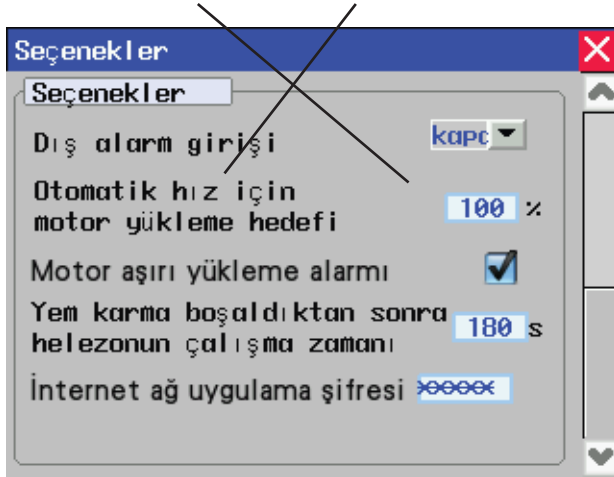 Seçenekler
Seçenekler
Dış alarm girişi
Otomatik hız için
motor yükleme hedefi 100 %
Motor aşırı yükleme alarmı
Yem karma boşaldıktan sonra
helezonun çalışma zamanı 180 s
İnternet ağ uygulama şifresi